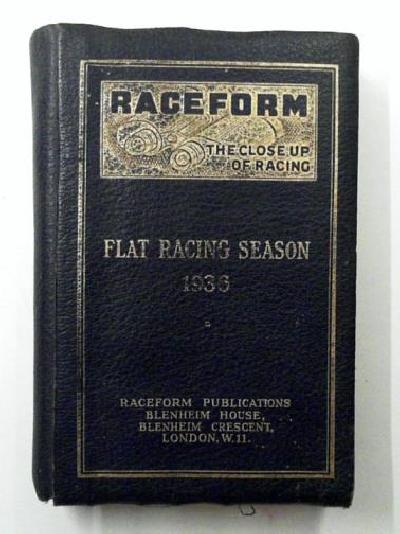 RACEFORM
THE CLOSE UP
OF RACING
FLAT RACING SEASON
1936
RACEFORM PUBLICATIONS
BLENHEIM HOUSE,
BLENHEIM CRESCENT,
LONDON, W. 11.